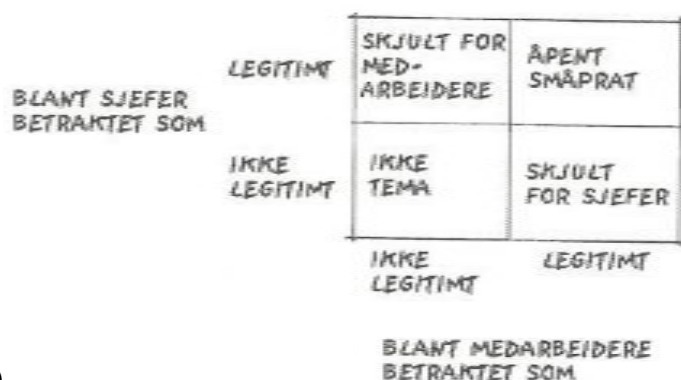 BLANT SJEFER
BETRAKTET SOM
LEGITIMT
SKJULT FOR
MED-
ARBEIDERE
ÅPENT
SMÅPRAT
IKKE
LEGITIMT
IKKE
TEMA
SKJULT
FOR SJEFER
IKKE
LEGITIMT
LEGITIMT
BLANT MEDARBEIDERE
BETRAKTET SOM
)